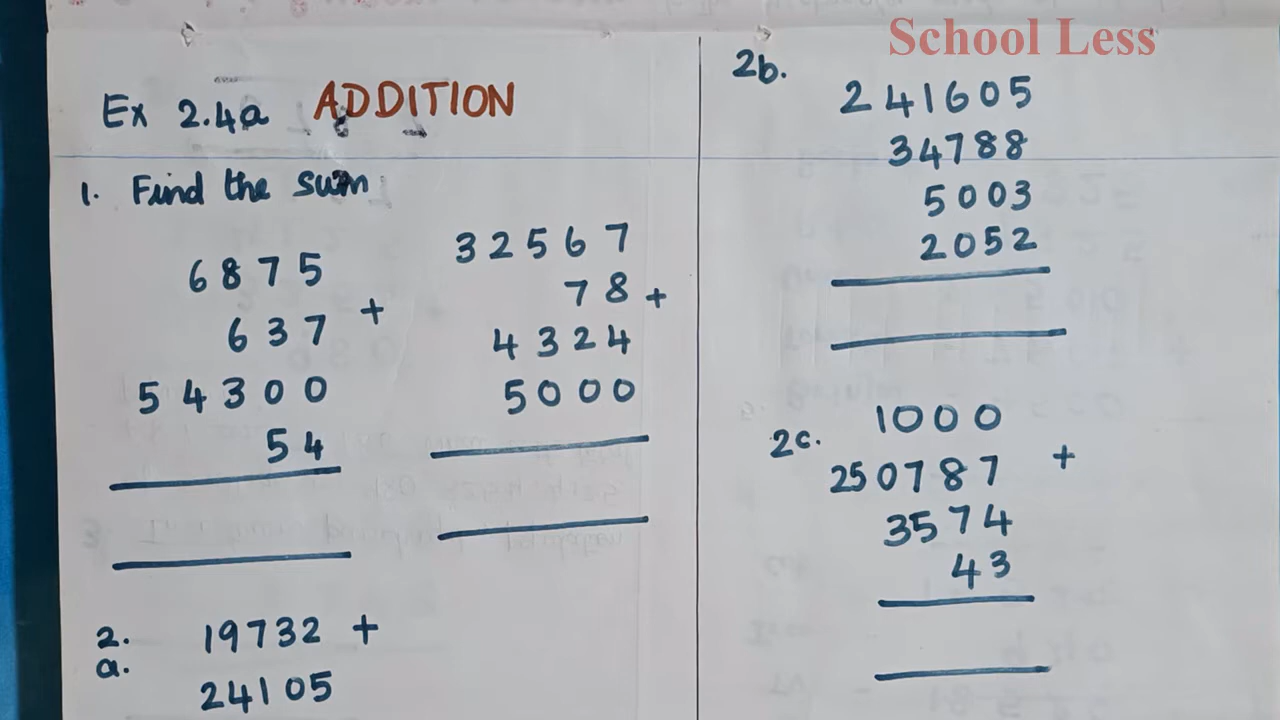 School Less
Ex 2.4a ADDITION
1. Find the sum
6875
637 +
54300
54
32567
78 +
4324
5000
2. 19732 +
a. 24105
2b.
241605
34788
5003
2052
2c. 1000
250787 +
3574
43